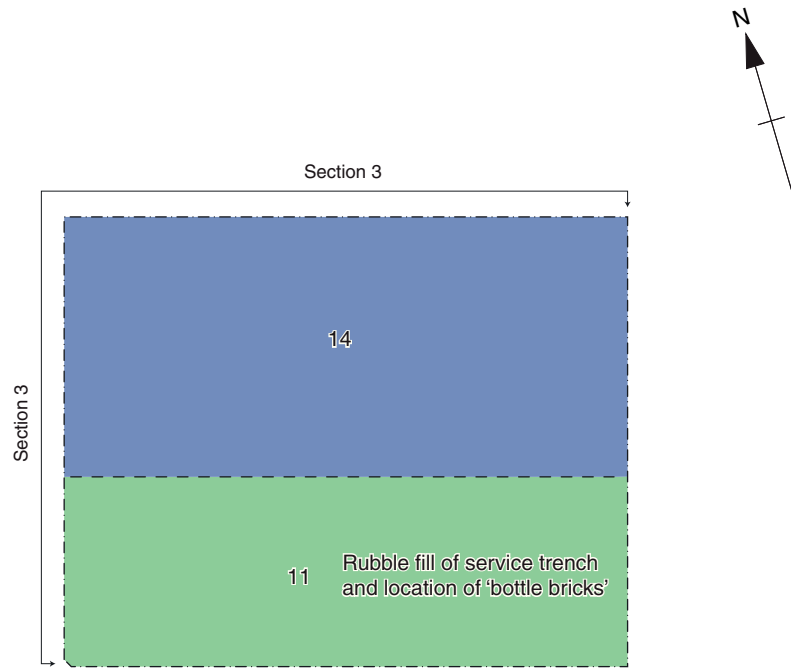 N
Section 3
Section 3
14
11
Rubble fill of service trench
and location of ‘bottle bricks’